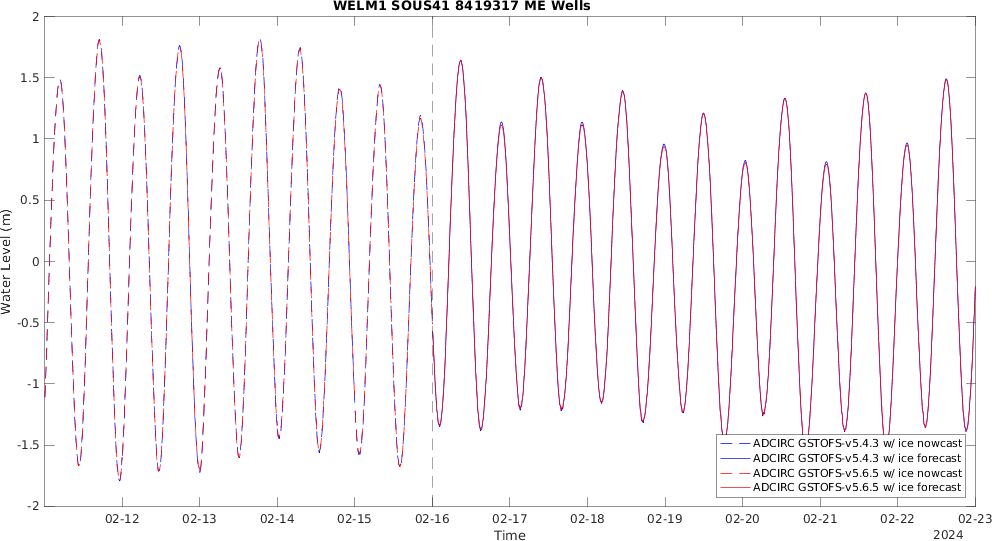 WELM1 SOUS41 8419317 ME Wells
2
1.5
1
0.5
0
-0.5
-1
-1.5
-2
Water Level (m)
02-12 02-13 02-14 02-15 02-16 02-17 02-18 02-19 02-20 02-21 02-22 02-23
Time
2024
ADCIRC GSTOFS-v5.4.3 w/ ice nowcast
ADCIRC GSTOFS-v5.4.3 w/ ice forecast
ADCIRC GSTOFS-v5.6.5 w/ ice nowcast
ADCIRC GSTOFS-v5.6.5 w/ ice forecast